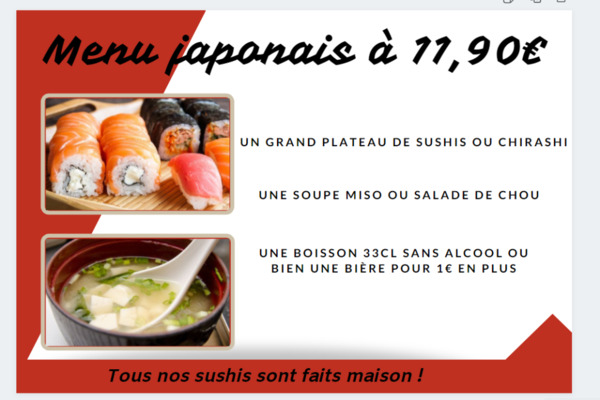 Menu japonais à 11,90€
UN GRAND PLATEAU DE SUSHIS OU CHIRASHI
UNE SOUPE MISO OU SALADE DE CHOU
UNE BOISSON 33CL SANS ALCOOL OU
BIEN UNE BIÈRE POUR 1€ EN PLUS
Tous nos sushis sont faits maison !